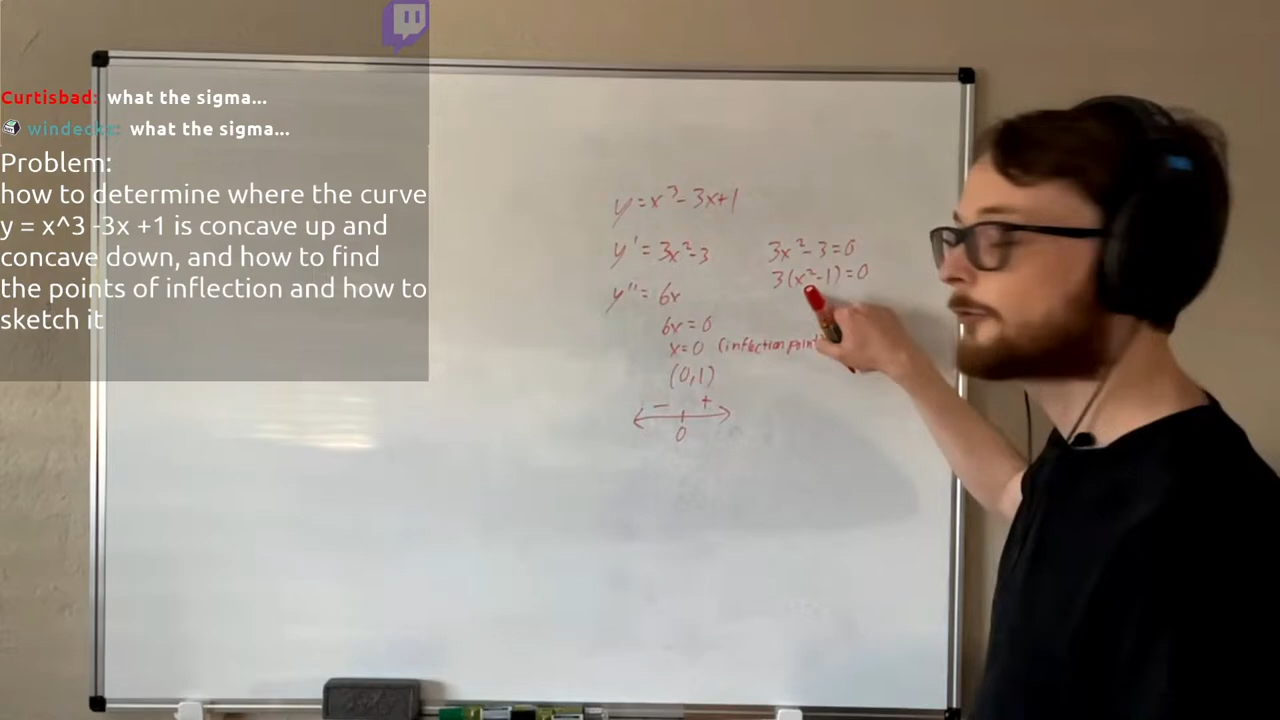 Curtisbad: what the sigma...
what the sigma...
Problem:
how to determine where the curve
y = x^3 -3x +1 is concave up and
concave down, and how to find
the points of inflection and how to
sketch it
y = x³ - 3x+1
y' = 3x² - 3
3x² - 3 = 0
3(x² - 1) = 0
y'' = 6x
6x = 0
x = 0 (inflection point
(0,1)
- +
0